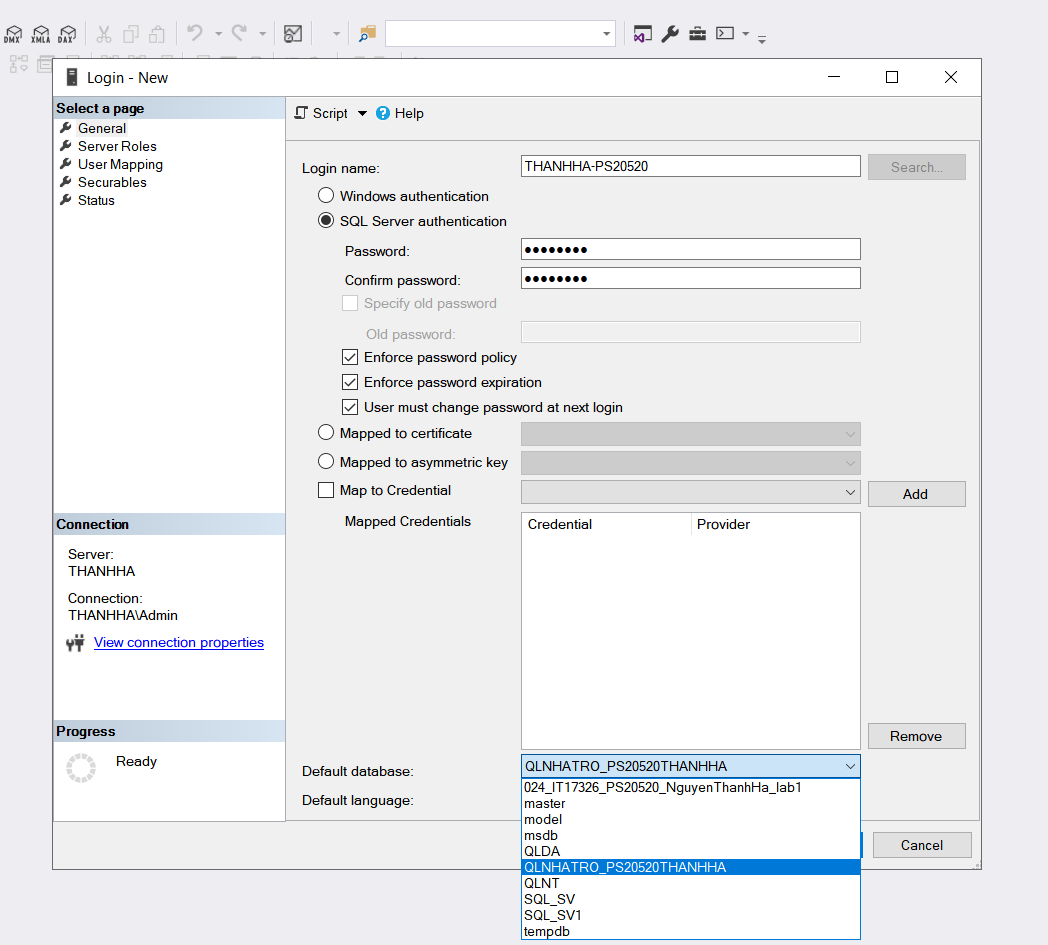 DMX XMLA DAX
Login - New
Select a page
General
Server Roles
User Mapping
Securables
Status
Connection
Server:
THANHHA
Connection:
THANHHA\Admin
View connection properties
Progress
Ready
Script Help
Login name: THANHHA-PS20520 Search...
Windows authentication
SQL Server authentication
Password: ●●●●●●●●
Confirm password: ●●●●●●●●
Specify old password
Old password:
Enforce password policy
Enforce password expiration
User must change password at next login
Mapped to certificate
Mapped to asymmetric key
Map to Credential Add
Mapped Credentials Credential Provider
Remove
Default database: QLNHATRO_PS20520THANHHA
Default language:
024_IT17326_PS20520_NguyenThanhHa_lab1
master
model
msdb
QLDA
QLNHATRO_PS20520THANHHA
QLNT
SQL_SV
SQL_SV1
tempdb
Cancel